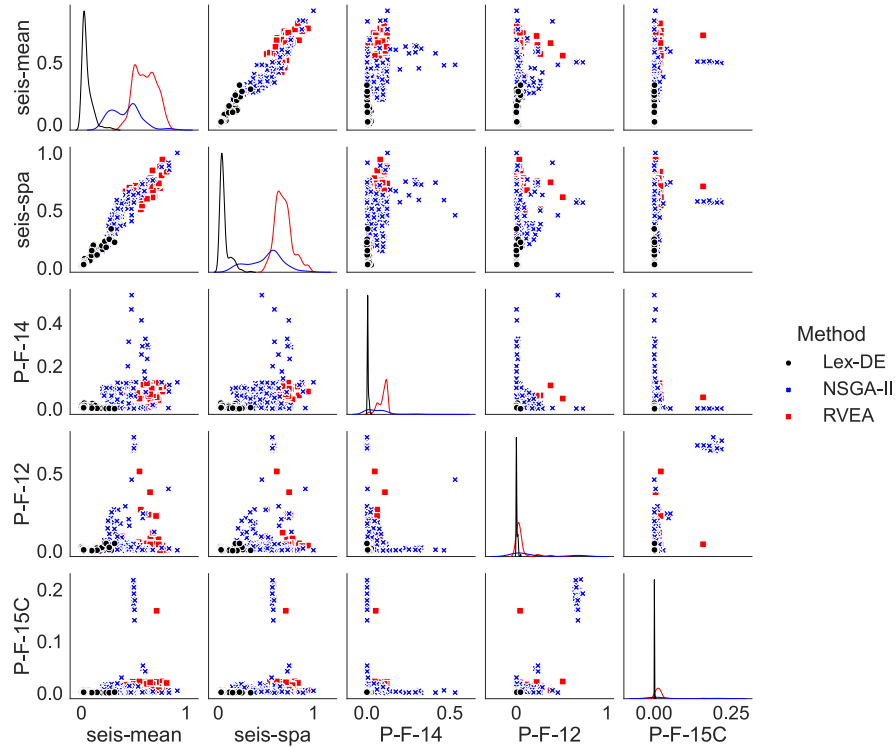 seis-mean
0.5
0.0
seis-spa
1.0
0.5
0.0
P-F-14
0.4
0.2
0.0
Method
Lex-DE
NSGA-II
RVEA
P-F-12
0.5
0.0
P-F-15C
0.2
0.1
0.0
0 1 0 1 0.0 0.5 0 1 0.00 0.25
seis-mean seis-spa P-F-14 P-F-12 P-F-15C